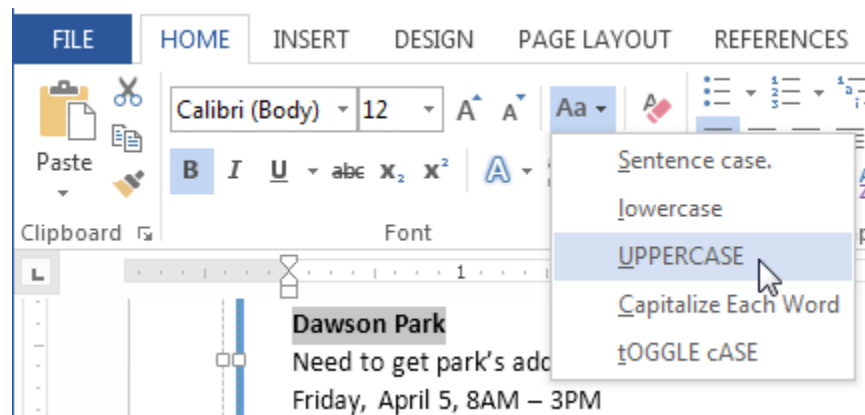 FILE HOME INSERT DESIGN PAGE LAYOUT REFERENCES
Calibri (Body) 12 A A Aa
Paste
B I U abc X₂ X² A
Clipboard Font
Sentence case.
lowercase
UPPERCASE
Capitalize Each Word
tOGGLE cASE
L 1
Dawson Park
Need to get park's
Friday, April 5, 8AM – 3PM